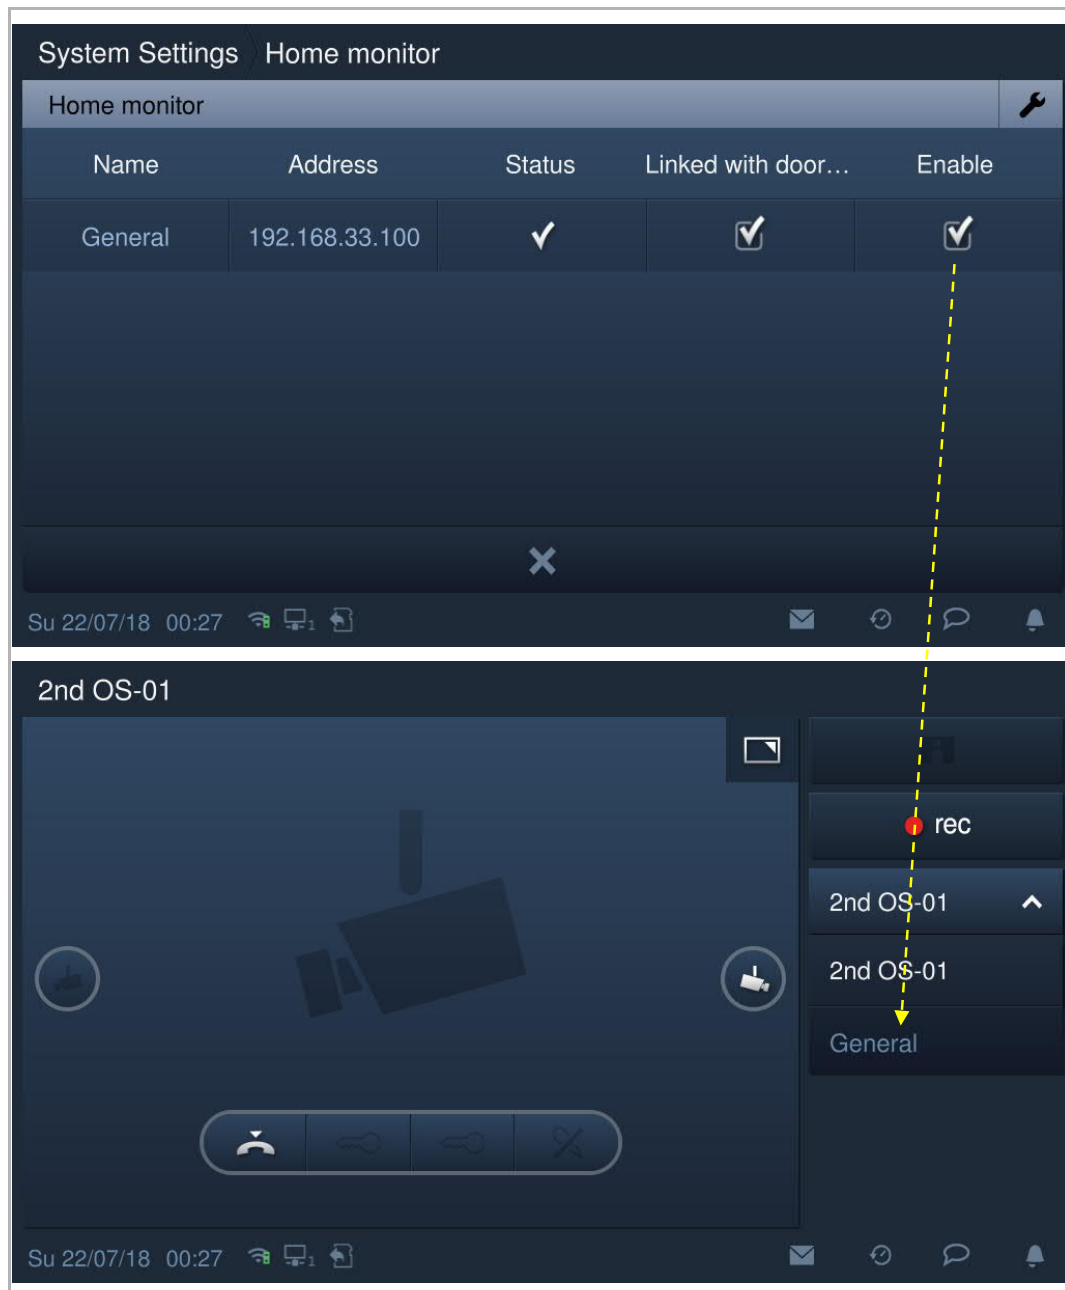 System Settings Home monitor
Home monitor
Name Address Status Linked with door... Enable
General 192.168.33.100
Su 22/07/18 00:27 1
2nd OS-01
rec
2nd OS-01
2nd OS-01
General
Su 22/07/18 00:27 1